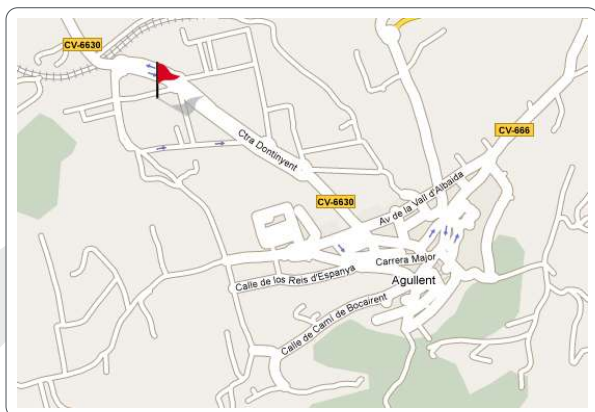 CV-6630
CV-666
Ctra Dontinyent
CV-6630
Av de la Vall d'Albaida
Carrera Major
Calle de los Reis d'Espanya
Agullent
Calle de Cami de Bocairent